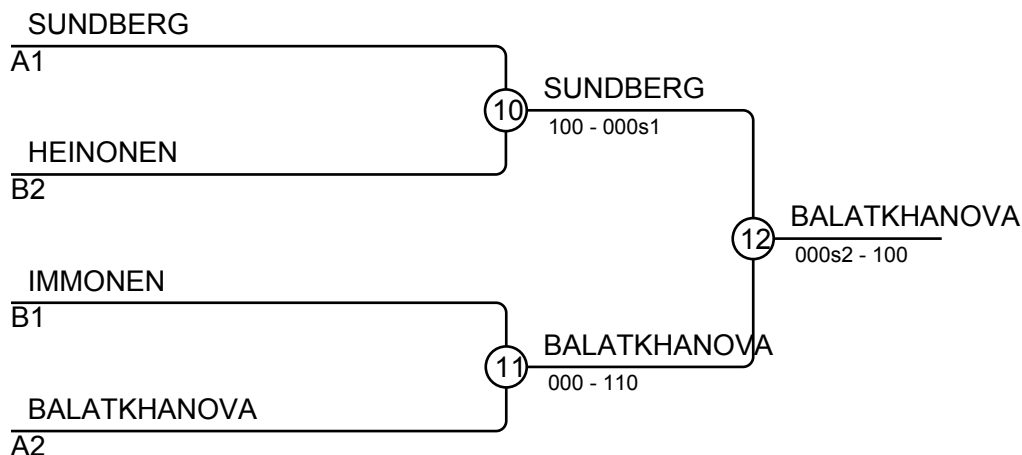 SUNDBERG
A1
10
SUNDBERG
100 - 000s1
HEINONEN
B2
12
BALATKHANOVA
000s2 - 100
IMMONEN
B1
11
BALATKHANOVA
000 - 110
BALATKHANOVA
A2